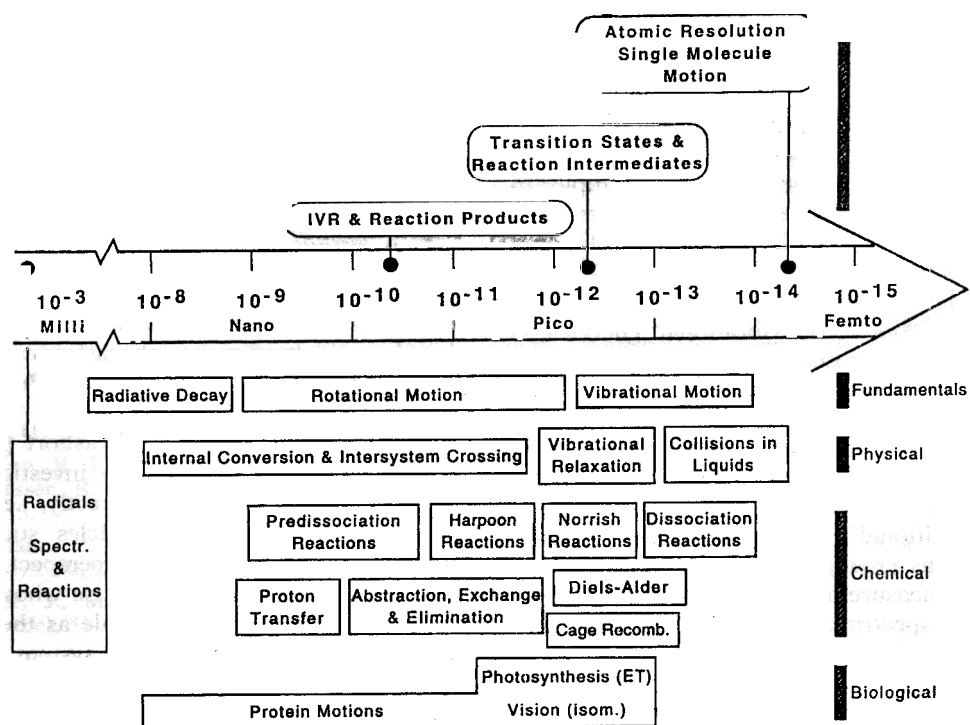 Atomic Resolution
Single Molecule
Motion
Transition States &
Reaction Intermediates
IVR & Reaction Products
10-3 10-8 10-9 10-10 10-11 10-12 10-13 10-14 10-15
Milli Nano Pico Femto
Radiative Decay
Rotational Motion
Vibrational Motion
Fundamentals
Internal Conversion & Intersystem Crossing
Vibrational
Relaxation
Collisions in
Liquids
Physical
Radicals
Spectr.
&
Reactions
Predissociation
Reactions
Harpoon
Reactions
Norrish
Reactions
Dissociation
Reactions
Chemical
Proton
Transfer
Abstraction, Exchange
& Elimination
Diels-Alder
Cage Recomb.
Photosynthesis (ET)
Vision (isom.)
Protein Motions
Biological